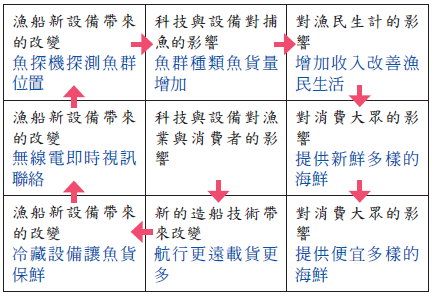 漁船新設備帶來
的改變
魚探機探測魚群
位置
科技與設備對捕
魚的影響
魚群種類魚貨量
增加
對漁民生計的影
響
增加收入改善漁
民生活
漁船新設備帶來
的改變
無線電即時視訊
聯絡
科技與設備對漁
業與消費者的影
響
對消費大眾的影
響
提供新鮮多樣的
海鮮
漁船新設備帶來
的改變
冷藏設備讓魚貨
保鮮
新的造船技術帶
來改變
航行更遠載貨更
多
對消費大眾的影
響
提供便宜多樣的
海鮮